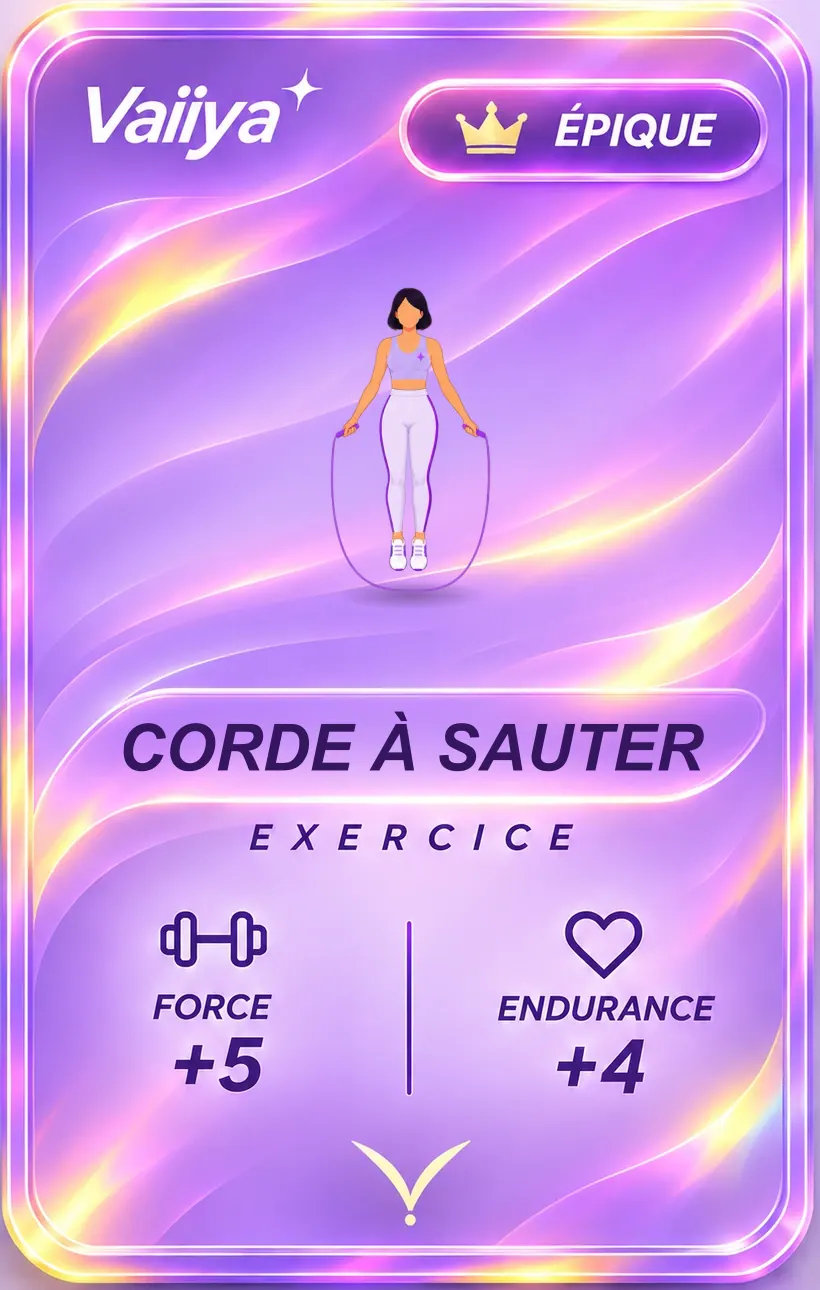 Vaiiya
ÉPIQUE
CORDE À SAUTER
EXERCICE
FORCE
+5
ENDURANCE
+4